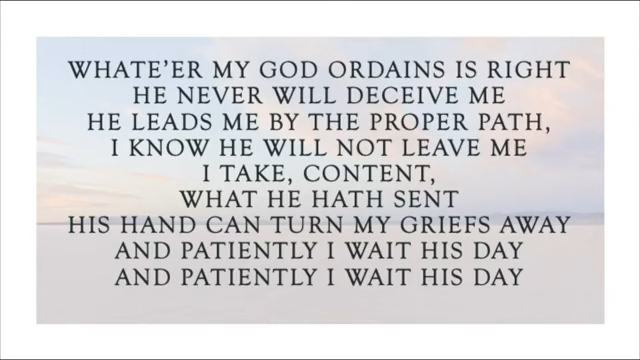 WHATE'ER MY GOD ORDAINS IS RIGHT
HE NEVER WILL DECEIVE ME
HE LEADS ME BY THE PROPER PATH,
I KNOW HE WILL NOT LEAVE ME
I TAKE, CONTENT,
WHAT HE HATH SENT
HIS HAND CAN TURN MY GRIEFS AWAY
AND PATIENTLY I WAIT HIS DAY
AND PATIENTLY I WAIT HIS DAY